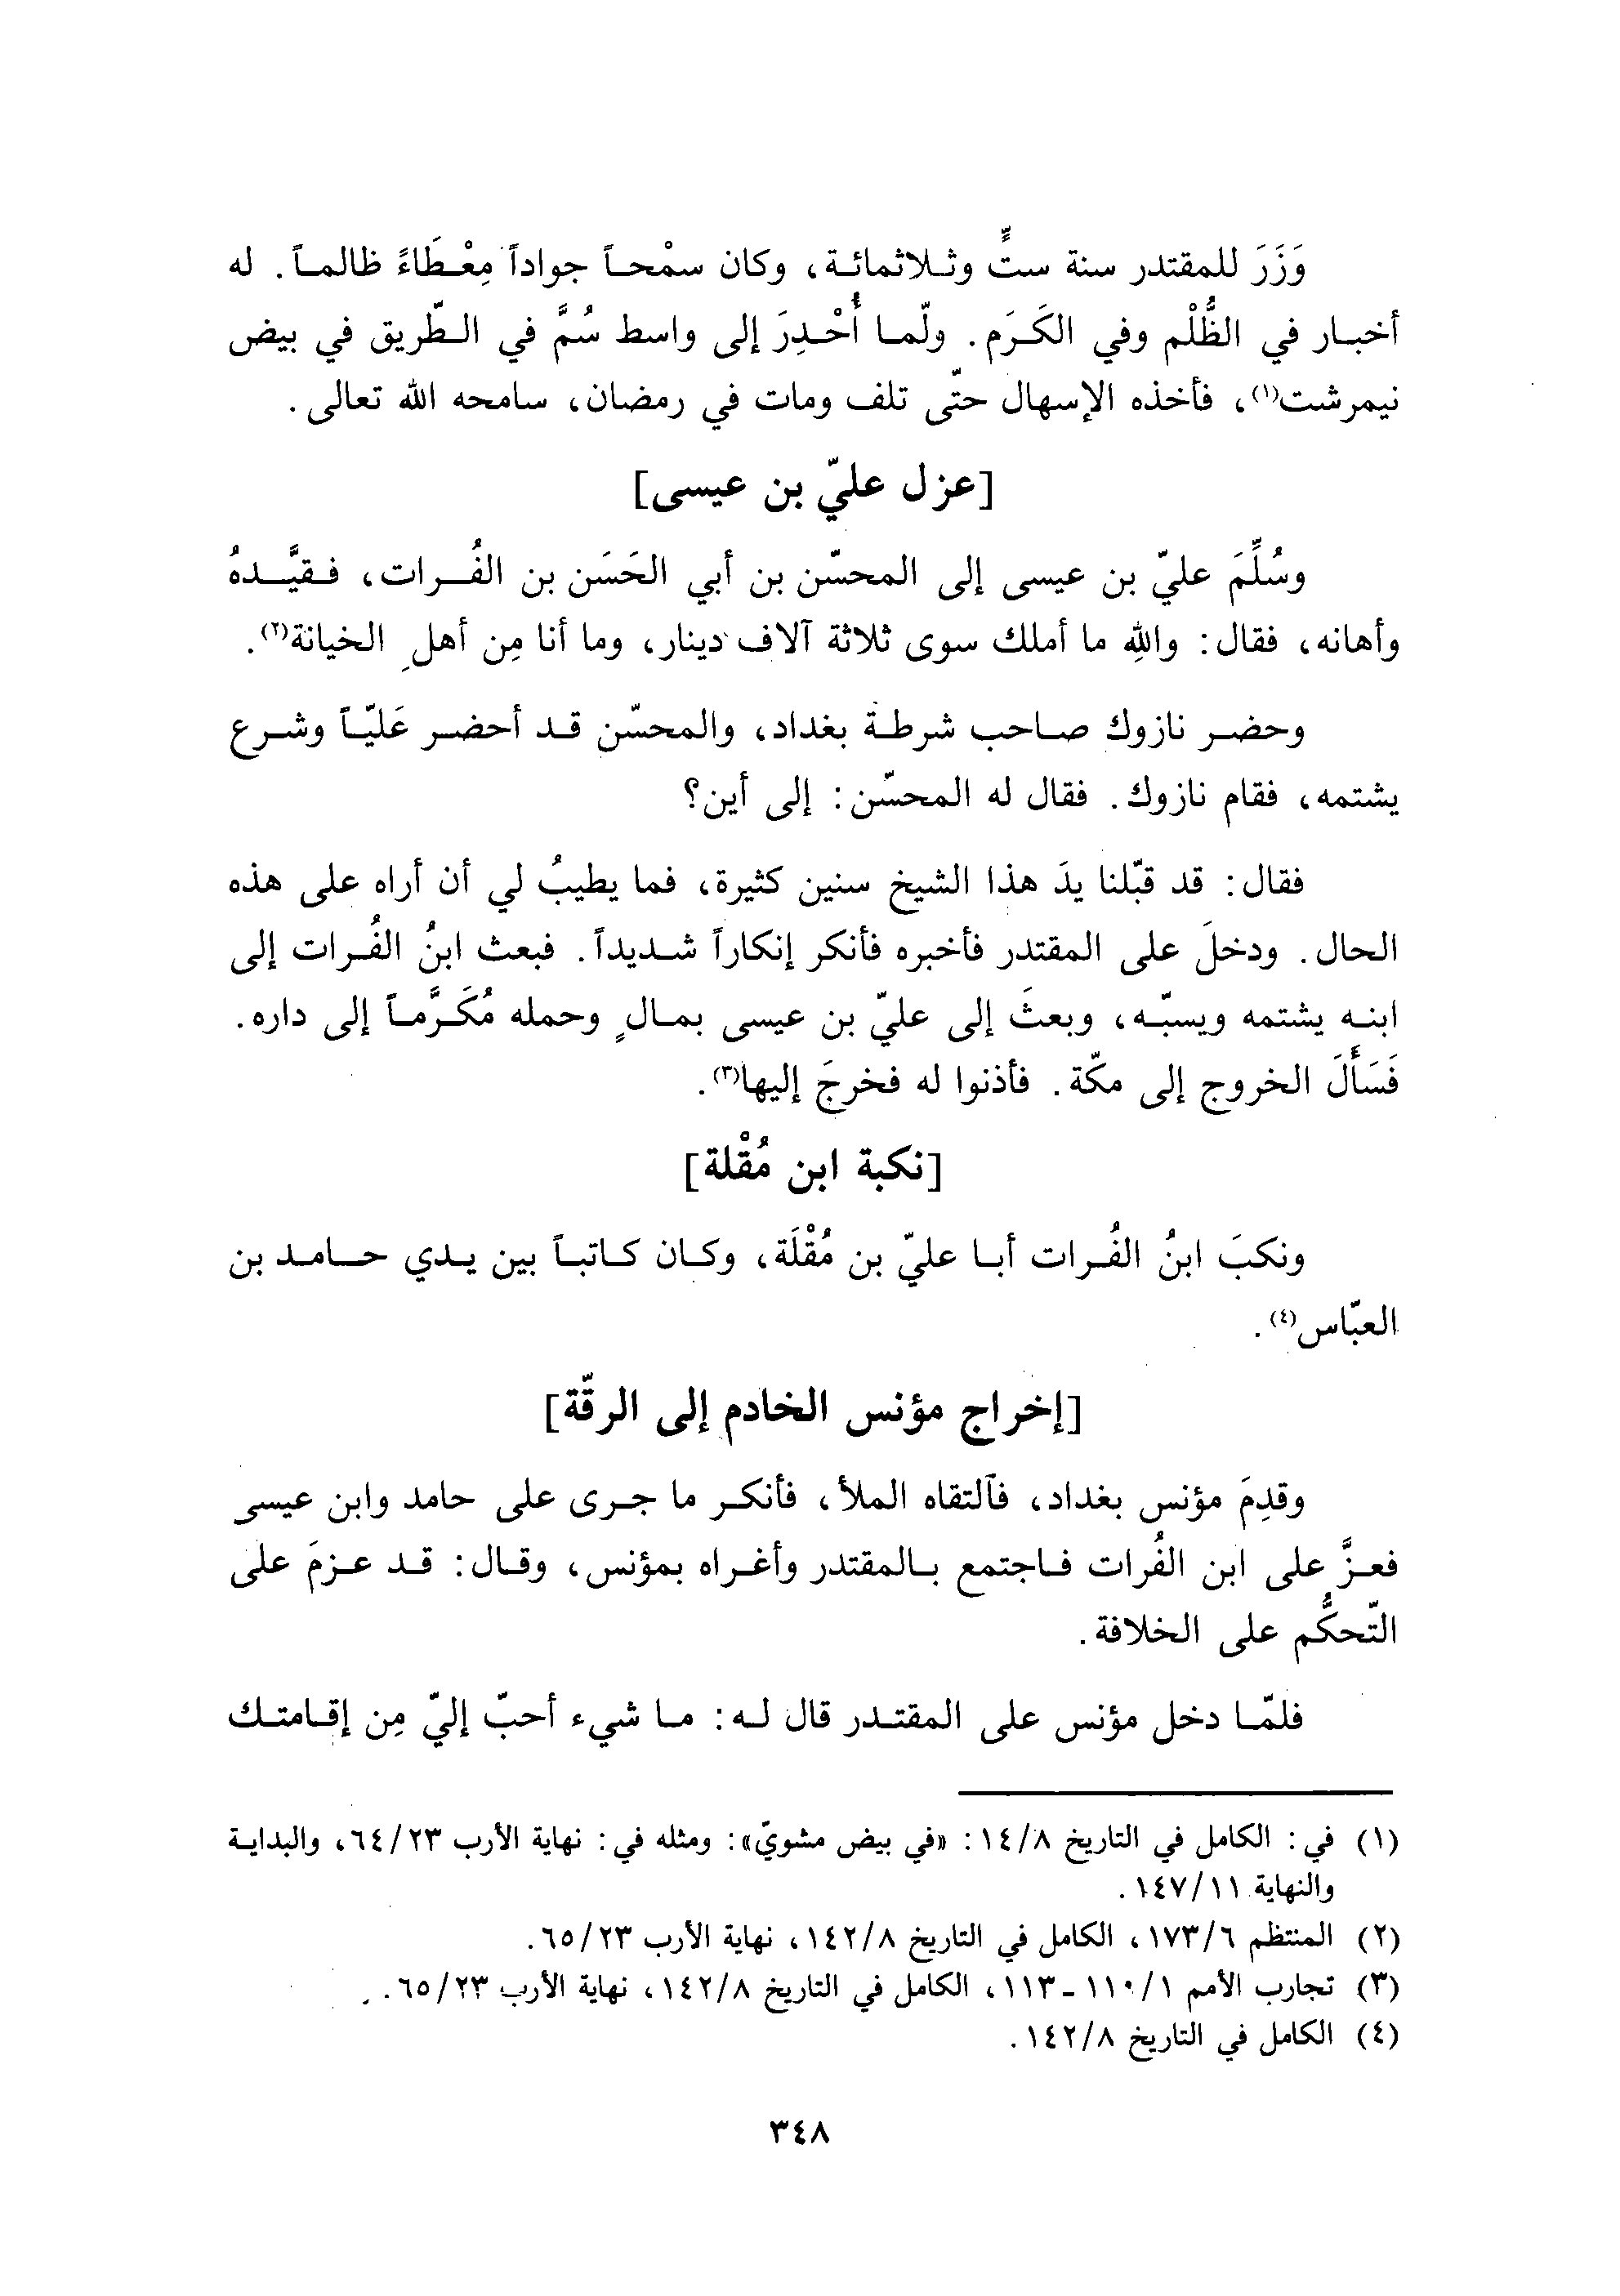 وَزَرَ للمقتدر سنة ستٍّ وثلاثمائة، وكان سمْحاً جواداً مِعْطَاءً ظالماً. له
أخبار في الظُّلْم وفي الكَرَم. ولّما أُحْدِرَ إلى واسط سُمَّ في الطّريق في بيض
نيمرشت(١)، فأخذه الإسهال حتّى تلف ومات في رمضان، سامحه الله تعالى.
[عزل عليّ بن عيسى]
وسُلِّمَ عليّ بن عيسى إلى المحسّن بن أبي الحَسَن بن الفُرات، فقيَّدهُ
وأهانه، فقال: واللهِ ما أملك سوى ثلاثة آلاف دينار، وما أنا مِن أهلِ الخيانة(٢).
وحضر نازوك صاحب شرطة بغداد، والمحسّن قد أحضر عَليّاً وشرع
يشتمه، فقام نازوك. فقال له المحسّن: إلى أين؟
فقال: قد قبّلنا يدَ هذا الشيخ سنين كثيرة، فما يطيبُ لي أن أراه على هذه
الحال. ودخلَ على المقتدر فأخبره فأنكر إنكاراً شديداً. فبعث ابنُ الفُرات إلى
ابنه يشتمه ويسبّه، وبعثَ إلى عليّ بن عيسى بمالٍ وحمله مُكَرَّماً إلى داره.
فَسَأَلَ الخروج إلى مكّة. فأذنوا له فخرجَ إليها(٣).
[نكبة ابن مُقْلة]
ونكبَ ابنُ الفُرات أبا عليّ بن مُقْلَة، وكان كاتباً بين يدي حامد بن
العبّاس(٤).
[إخراج مؤنس الخادم إلى الرقّة]
وقدِمَ مؤنس بغداد، فآلتقاه الملأ، فأنكر ما جرى على حامد وابن عيسى
فعزَّ على ابن الفُرات فاجتمع بالمقتدر وأغراه بمؤنس، وقال: قد عزمَ على
التّحكُّم على الخلافة.
فلمّا دخل مؤنس على المقتدر قال له: ما شيء أحبّ إليّ مِن إقامتك
(١) في: الكامل في التاريخ ١٤/٨: «في بيض مشويّ»: ومثله في: نهاية الأرب ٦٤/٢٣، والبداية
والنهاية ١٤٧/١١.
(٢) المنتظم ١٧٣/٦، الكامل في التاريخ ١٤٢/٨، نهاية الأرب ٦٥/٢٣.
(٣) تجارب الأمم ١١٠/١ - ١١٣، الكامل في التاريخ ١٤٢/٨، نهاية الأرب ٦٥/٢٣.
(٤) الكامل في التاريخ ١٤٢/٨.
٣٤٨